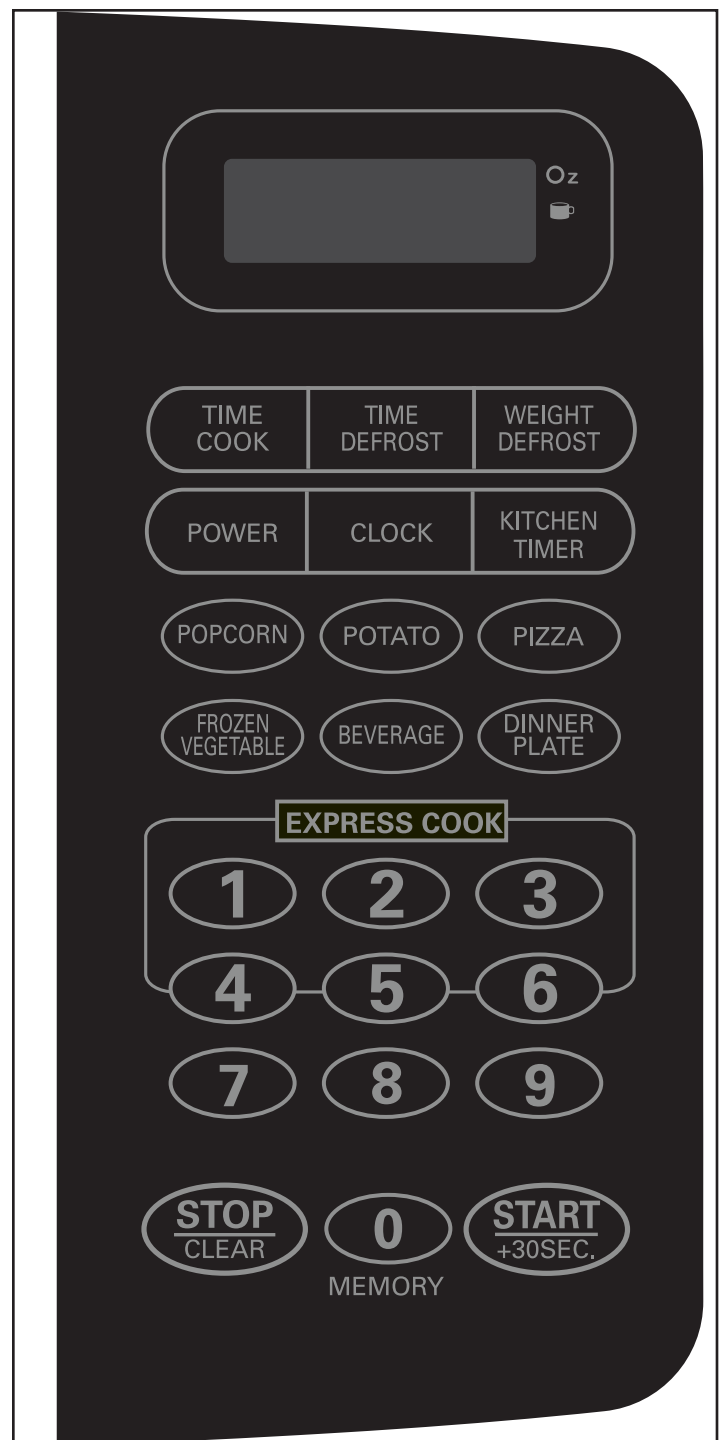 Oz
TIME
COOK
TIME
DEFROST
WEIGHT
DEFROST
POWER
CLOCK
KITCHEN
TIMER
POPCORN
POTATO
PIZZA
FROZEN
VEGETABLE
BEVERAGE
DINNER
PLATE
EXPRESS COOK
1 2 3
4 5 6
7 8 9
STOP
CLEAR
0
MEMORY
START
+30SEC.